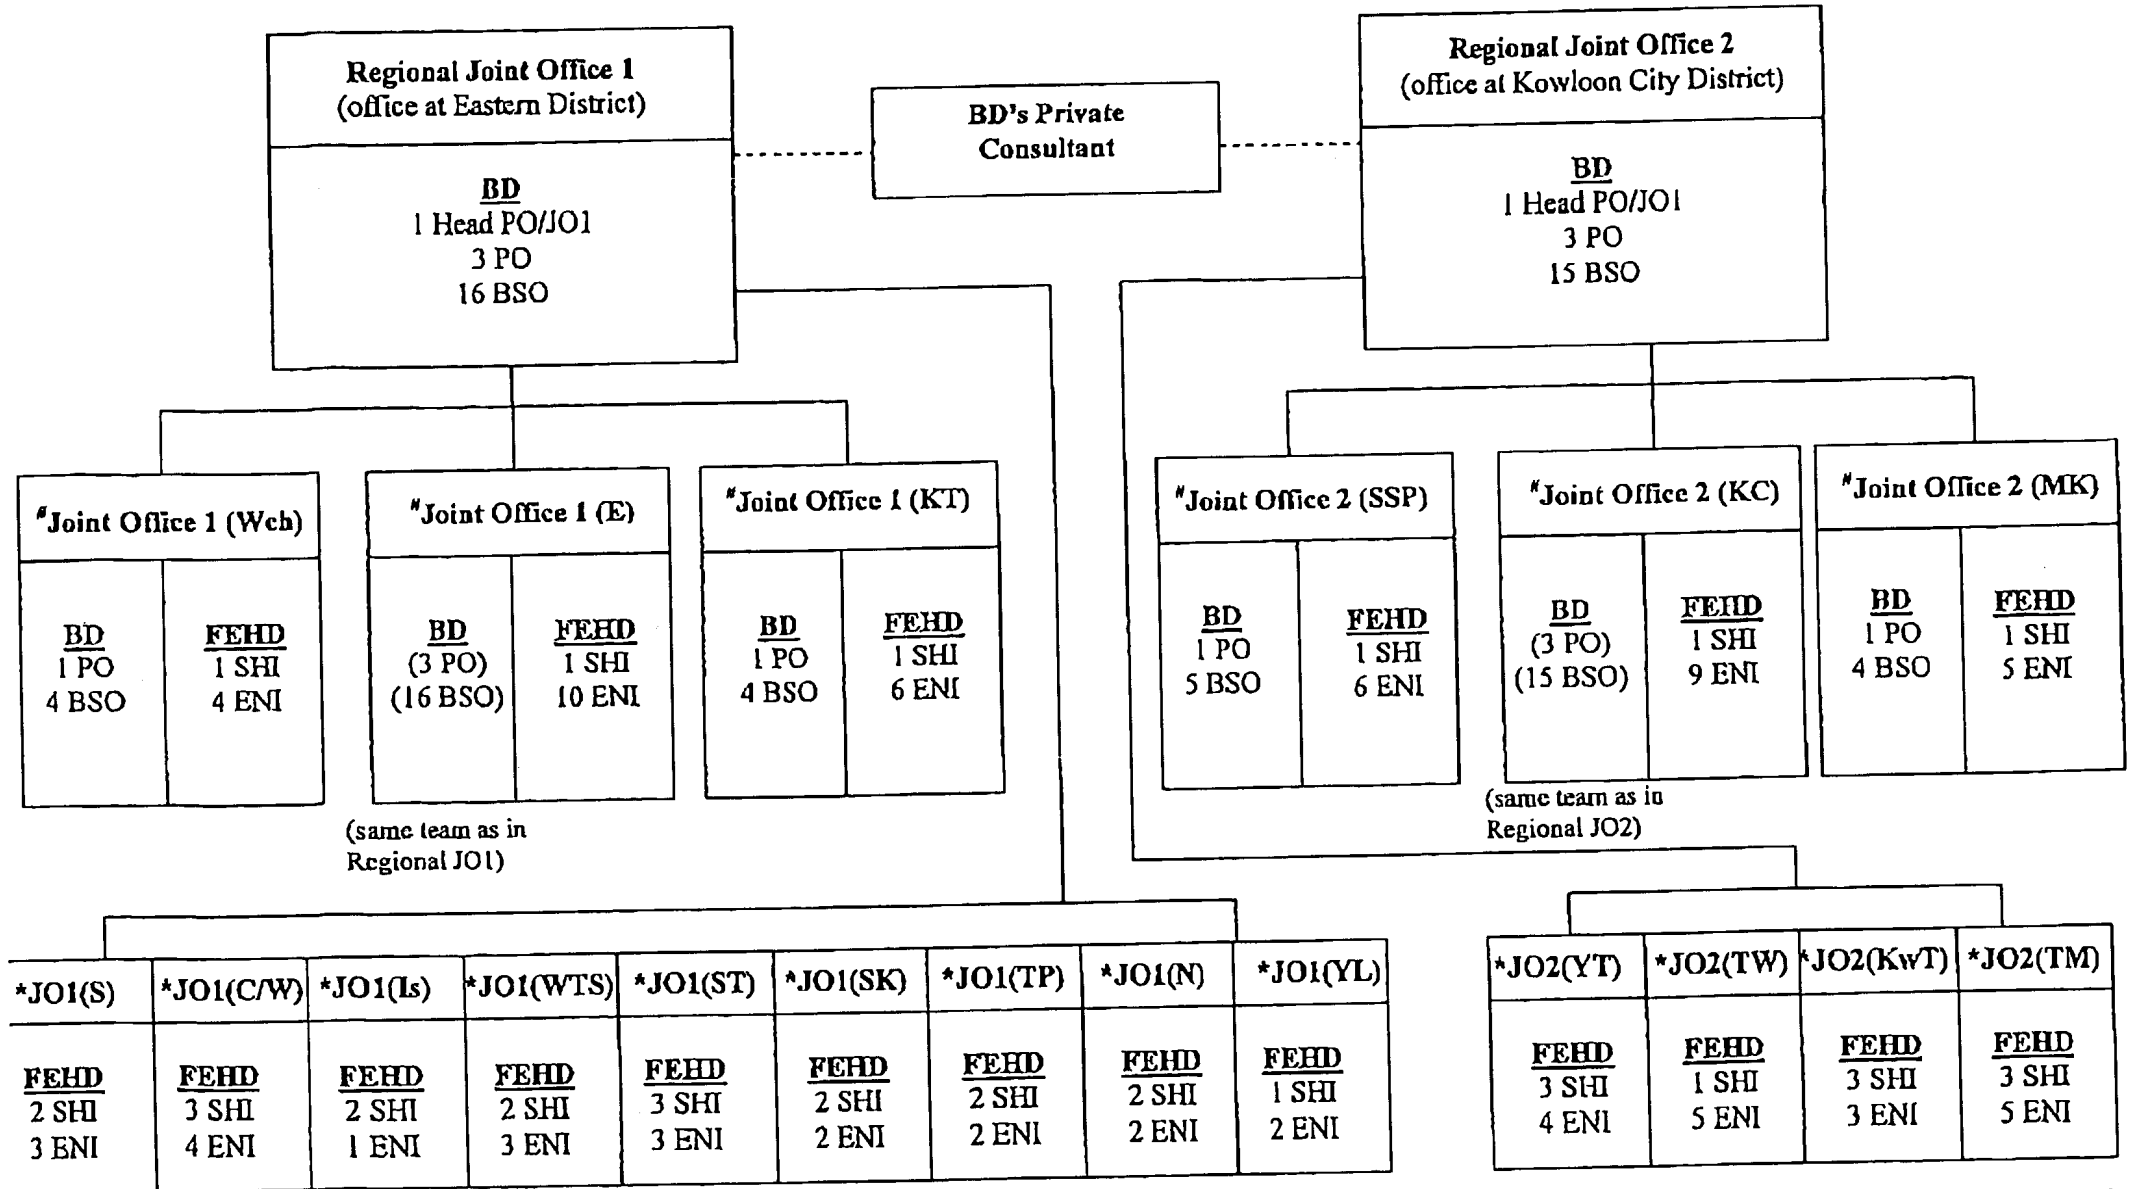 Regional Joint Office 1
(office at Eastern District)
BD
1 Head PO/JO1
3 PO
16 BSO
BD's Private
Consultant
Regional Joint Office 2
(office at Kowloon City District)
BD
1 Head PO/JO1
3 PO
15 BSO
#Joint Office 1 (Wch)
BD
1 PO
4 BSO
FEHD
1 SHI
4 ENI
#Joint Office 1 (E)
BD
(3 PO)
(16 BSO)
FEHD
1 SHI
10 ENI
(same team as in
Regional JO1)
#Joint Office 1 (KT)
BD
1 PO
4 BSO
FEHD
1 SHI
6 ENI
#Joint Office 2 (SSP)
BD
1 PO
5 BSO
FEHD
1 SHI
6 ENI
#Joint Office 2 (KC)
BD
(3 PO)
(15 BSO)
FEHD
1 SHI
9 ENI
(same team as in
Regional JO2)
#Joint Office 2 (MK)
BD
1 PO
4 BSO
FEHD
1 SHI
5 ENI
*JO1(S)
FEHD
2 SHI
3 ENI
*JO1(C/W)
FEHD
3 SHI
4 ENI
*JO1(Is)
FEHD
2 SHI
1 ENI
*JO1(WTS)
FEHD
2 SHI
3 ENI
*JO1(ST)
FEHD
3 SHI
3 ENI
*JO1(SK)
FEHD
2 SHI
2 ENI
*JO1(TP)
FEHD
2 SHI
2 ENI
*JO1(N)
FEHD
2 SHI
2 ENI
*JO1(YL)
FEHD
1 SHI
2 ENI
*JO2(YT)
FEHD
3 SHI
4 ENI
*JO2(TW)
FEHD
1 SHI
5 ENI
*JO2(KwT)
FEHD
3 SHI
3 ENI
*JO2(TM)
FEHD
3 SHI
5 ENI